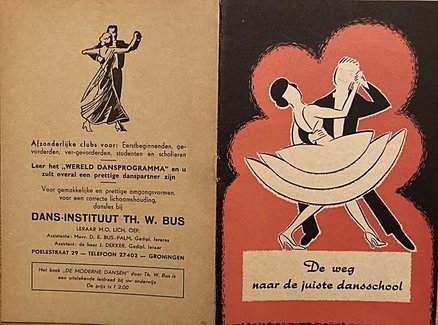 Afzonderlijke clubs voor: Eerstbeginnenden, ge-
vorderden, ver-gevorderden, studenten en scholieren
Leer het „WERELD DANSPROGRAMMA” en u
zult overal een prettige danspartner zijn
Voor gemakkelijke en prettige omgangsvormen,
voor een correcte lichaamshouding,
dansles bij
DANS-INSTITUUT TH. W. BUS
LERAAR M.O. LICH. OEF.
Assistente: Mevr. D. E. BUS-PALM, Gedipl. lerares
Assistent: de heer J. DEKKER, Gedipl. leraar
POELESTRAAT 29 — TELEFOON 27402 — GRONINGEN
Het boek „DE MODERNE DANSEN” door Th. W. Bus is
een uitstekende leidraad bij uw onderwijs
De prijs is f 2.00
De weg
naar de juiste dansschool